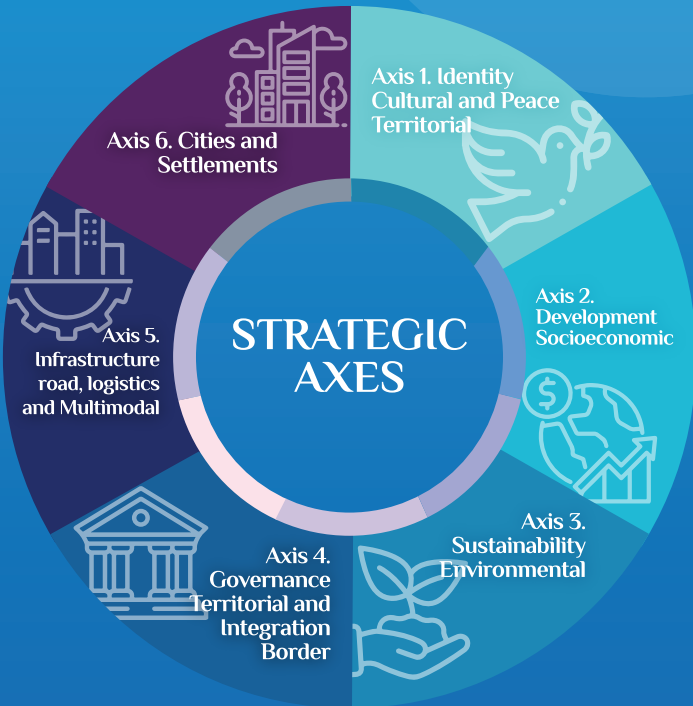 STRATEGIC
AXES
Axis 1. Identity
Cultural and Peace
Territorial
Axis 2.
Development
Socioeconomic
Axis 3.
Sustainability
Environmental
Axis 4.
Governance
Territorial and
Integration
Border
Axis 5.
Infrastructure
road, logistics
and Multimodal
Axis 6. Cities and
Settlements
$